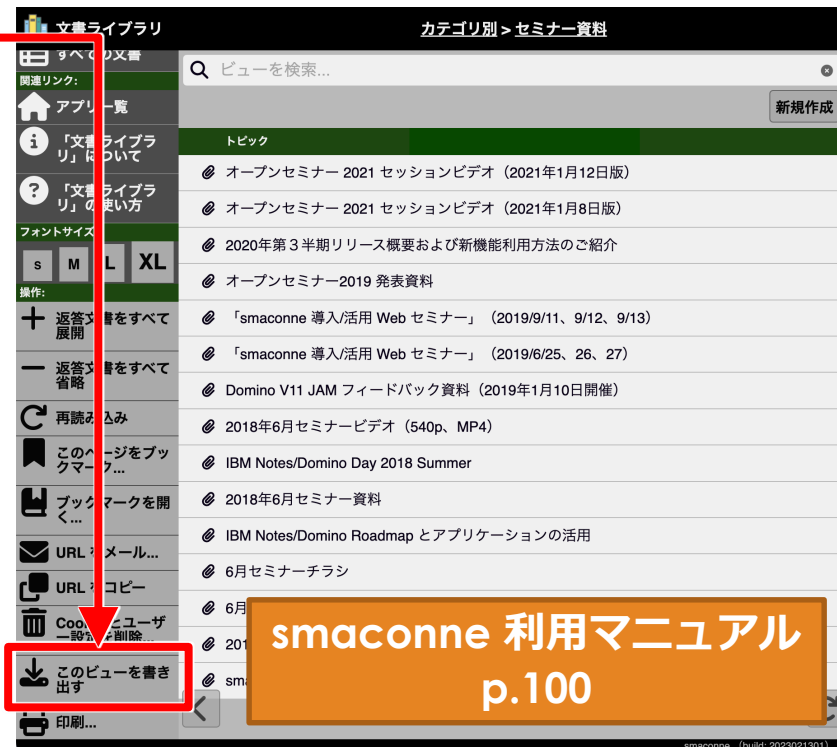 文書ライブラリ
カテゴリ別 > セミナー資料
すべての文書
関連リンク:
アプリ一覧
「文書ライブラ
リ」について
「文書ライブラ
リ」の使い方
フォントサイズ
S M L XL
操作:
返答文書をすべて
展開
返答文書をすべて
省略
再読み込み
このページをブッ
クマーク...
ブックマークを開
く...
URL をメール...
URL をコピー
Cookie とユーザ
ー設定を削除...
このビューを書き
出す
印刷...
ビューを検索...
新規作成
トピック
オープンセミナー 2021 セッションビデオ（2021年1月12日版）
オープンセミナー 2021 セッションビデオ（2021年1月8日版）
2020年第３半期リリース概要および新機能利用方法のご紹介
オープンセミナー2019 発表資料
「smaconne 導入/活用 Web セミナー」（2019/9/11、9/12、9/13）
「smaconne 導入/活用 Web セミナー」（2019/6/25、26、27）
Domino V11 JAM フィードバック資料（2019年1月10日開催）
2018年6月セミナービデオ（540p、MP4）
IBM Notes/Domino Day 2018 Summer
2018年6月セミナー資料
IBM Notes/Domino Roadmap とアプリケーションの活用
6月セミナーチラシ
6月
201
sma
smaconne 利用マニュアル
p.100
smaconne （build: 2023021301）